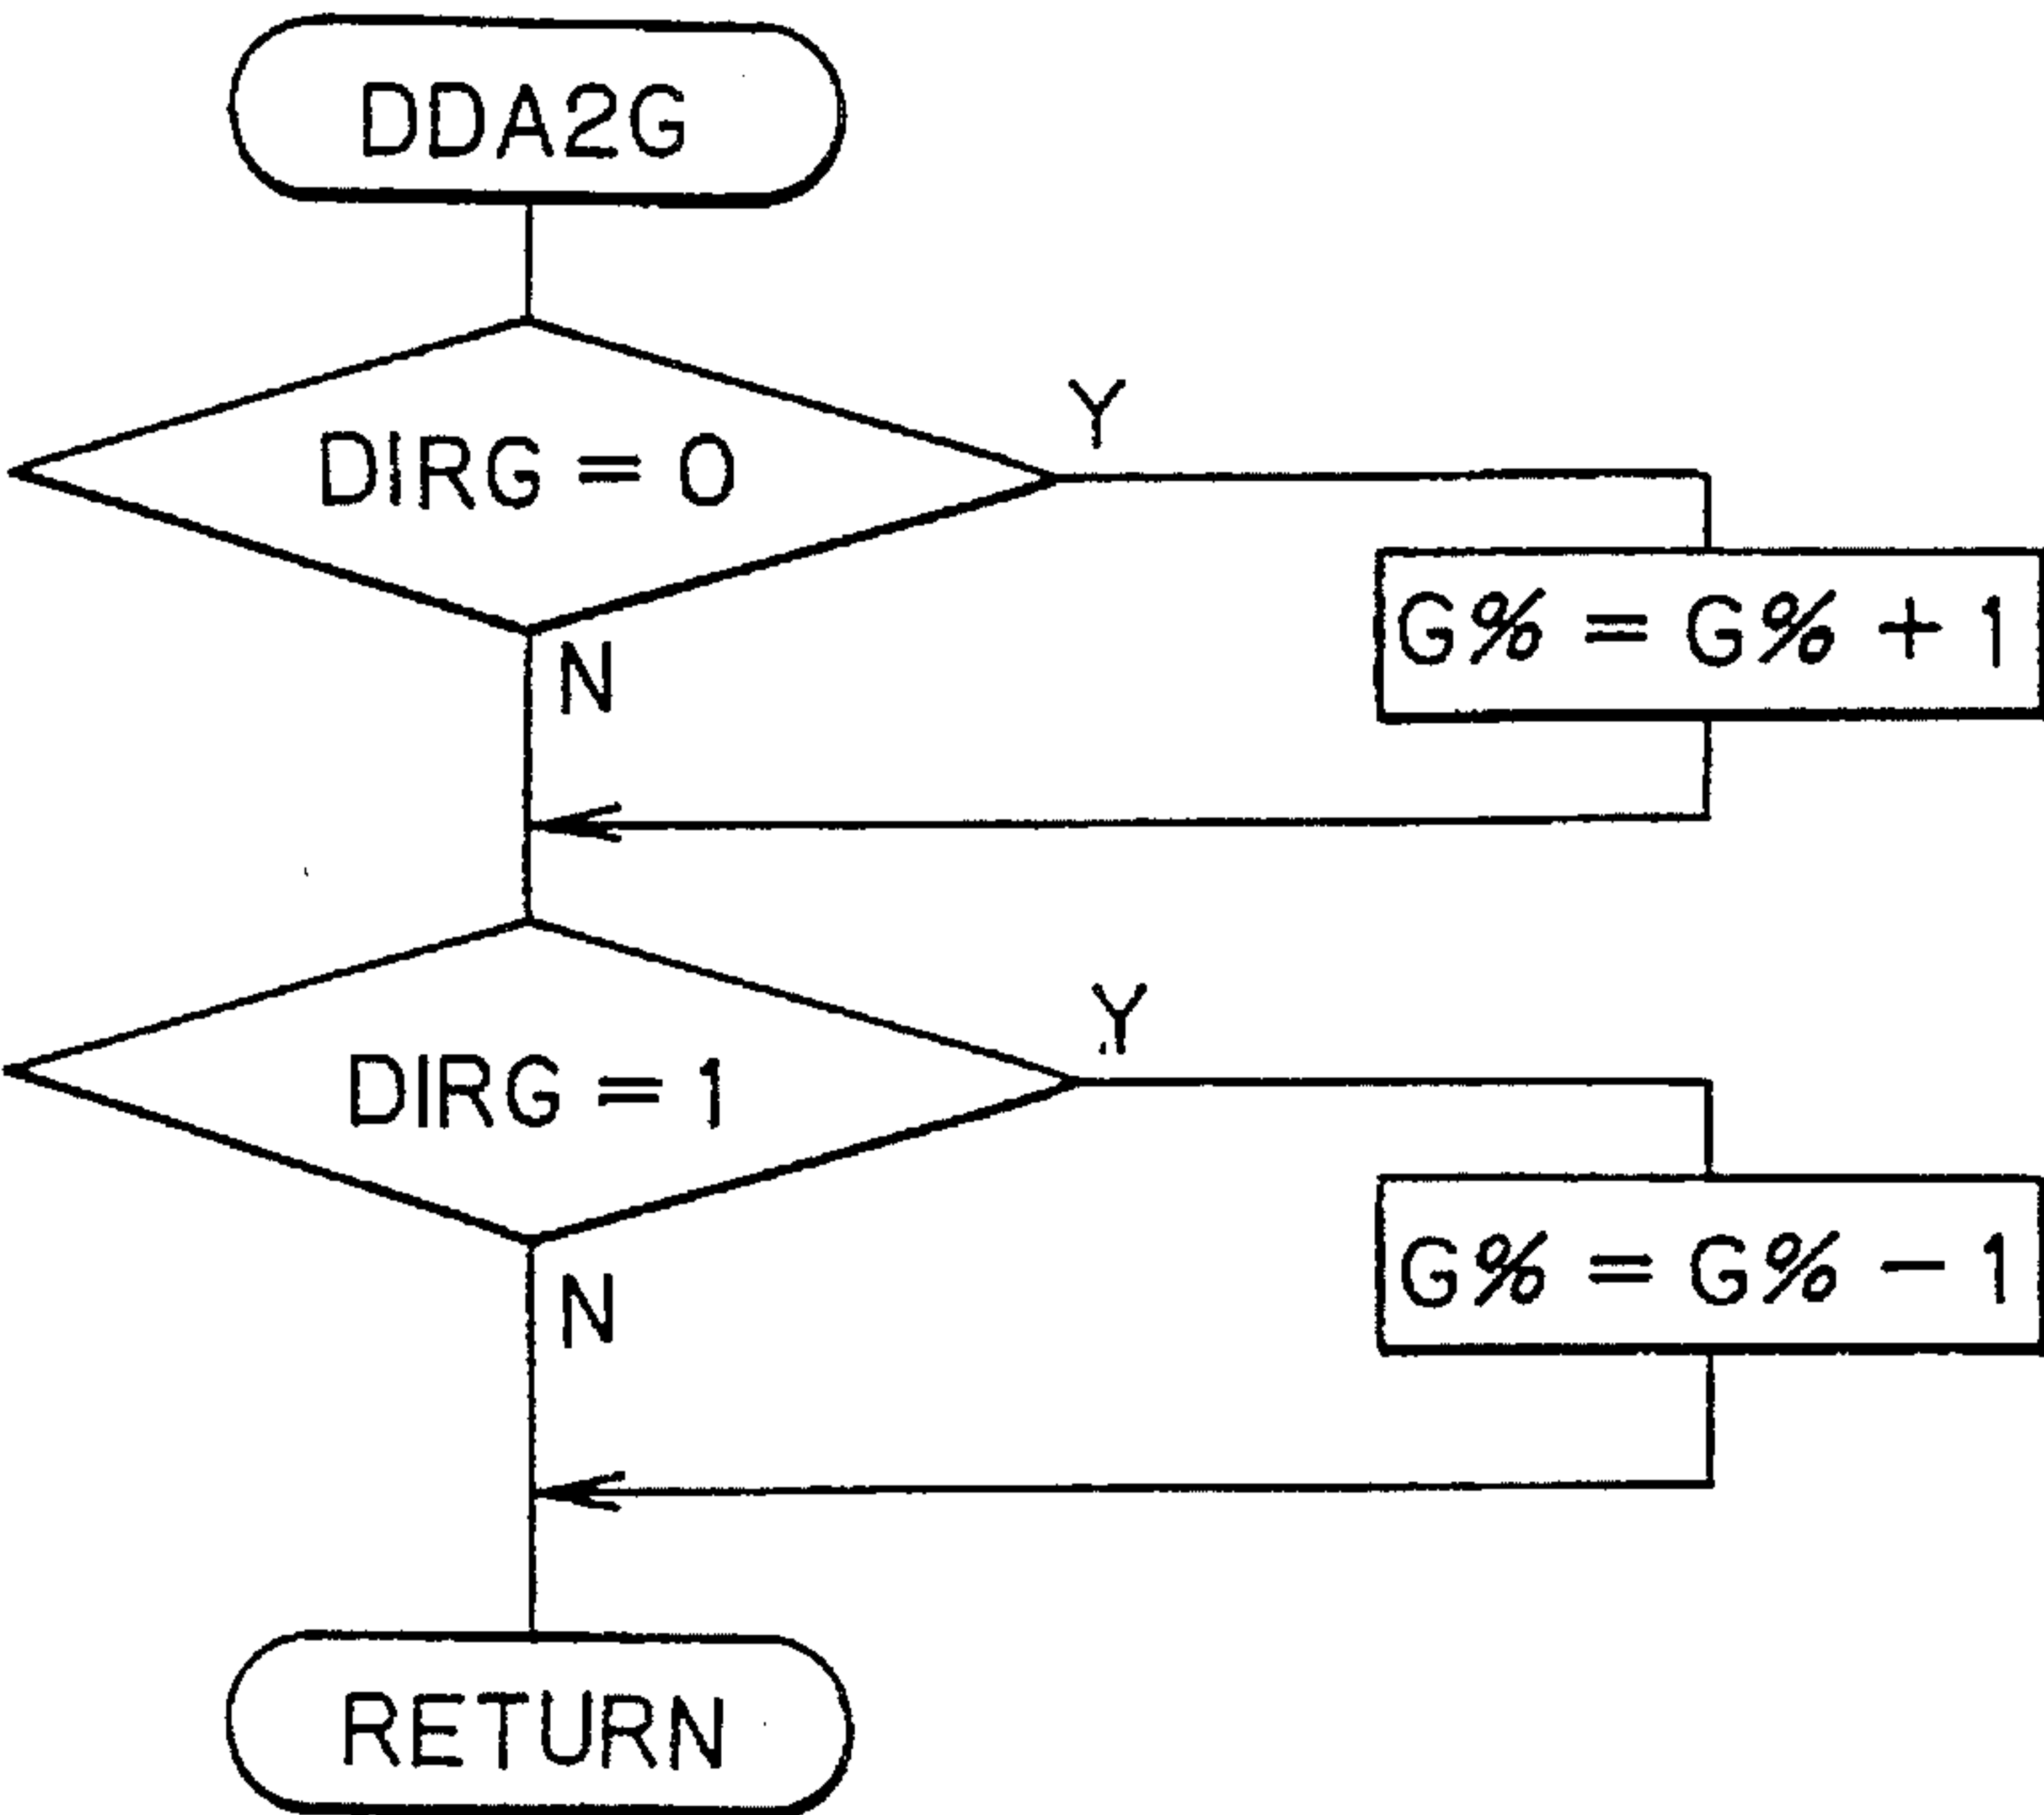 DDA2G
DIRG = 0
Y
G% = G% + 1
N
DIRG = 1
Y
G% = G% - 1
N
RETURN